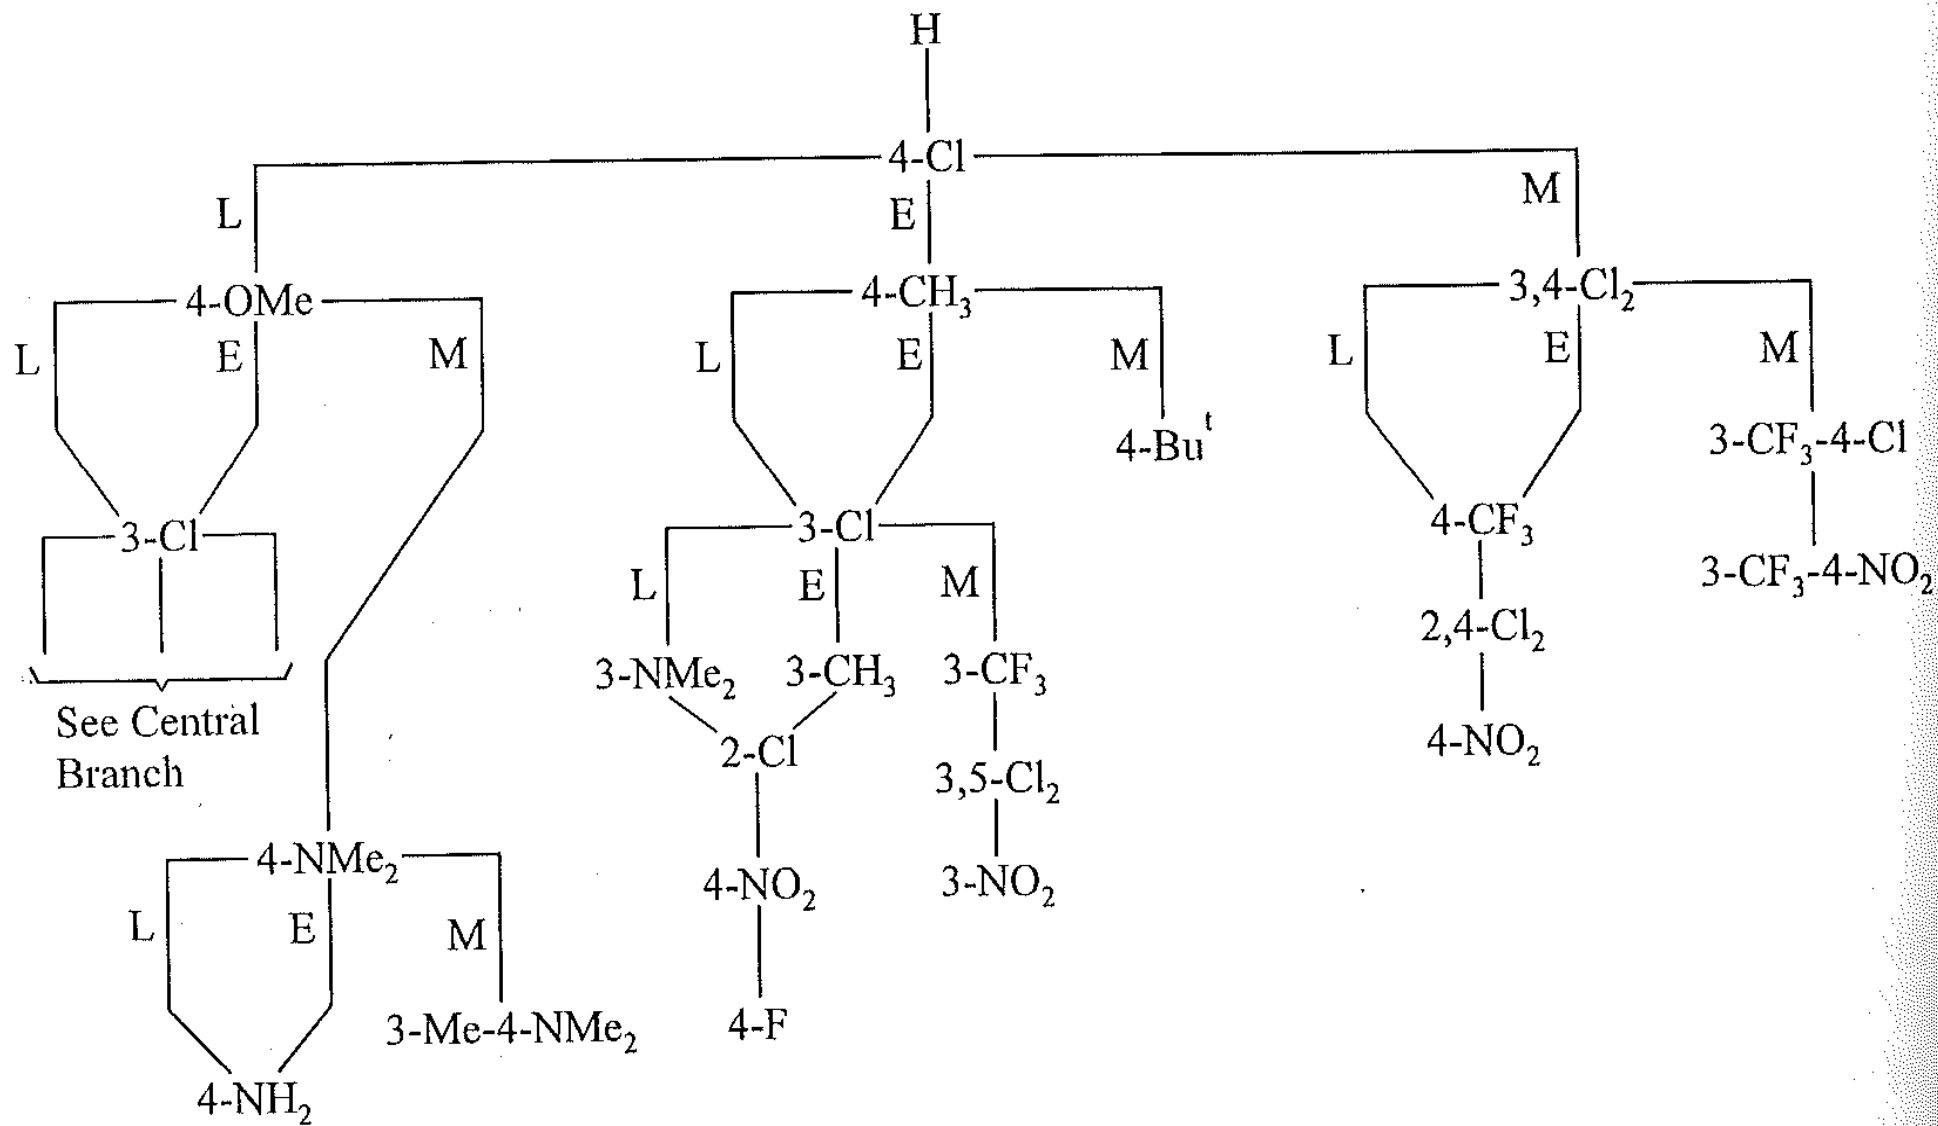 H
4-Cl
L
E
M
4-OMe
4-CH₃
3,4-Cl₂
L
E
M
L
E
M
L
E
M
4-Buᵗ
3-CF₃-4-Cl
3-Cl
3-Cl
4-CF₃
L
E
M
3-CF₃-4-NO₂
2,4-Cl₂
3-NMe₂
3-CH₃
3-CF₃
See Central
Branch
2-Cl
4-NO₂
3,5-Cl₂
4-NMe₂
4-NO₂
3-NO₂
L
E
M
3-Me-4-NMe₂
4-F
4-NH₂